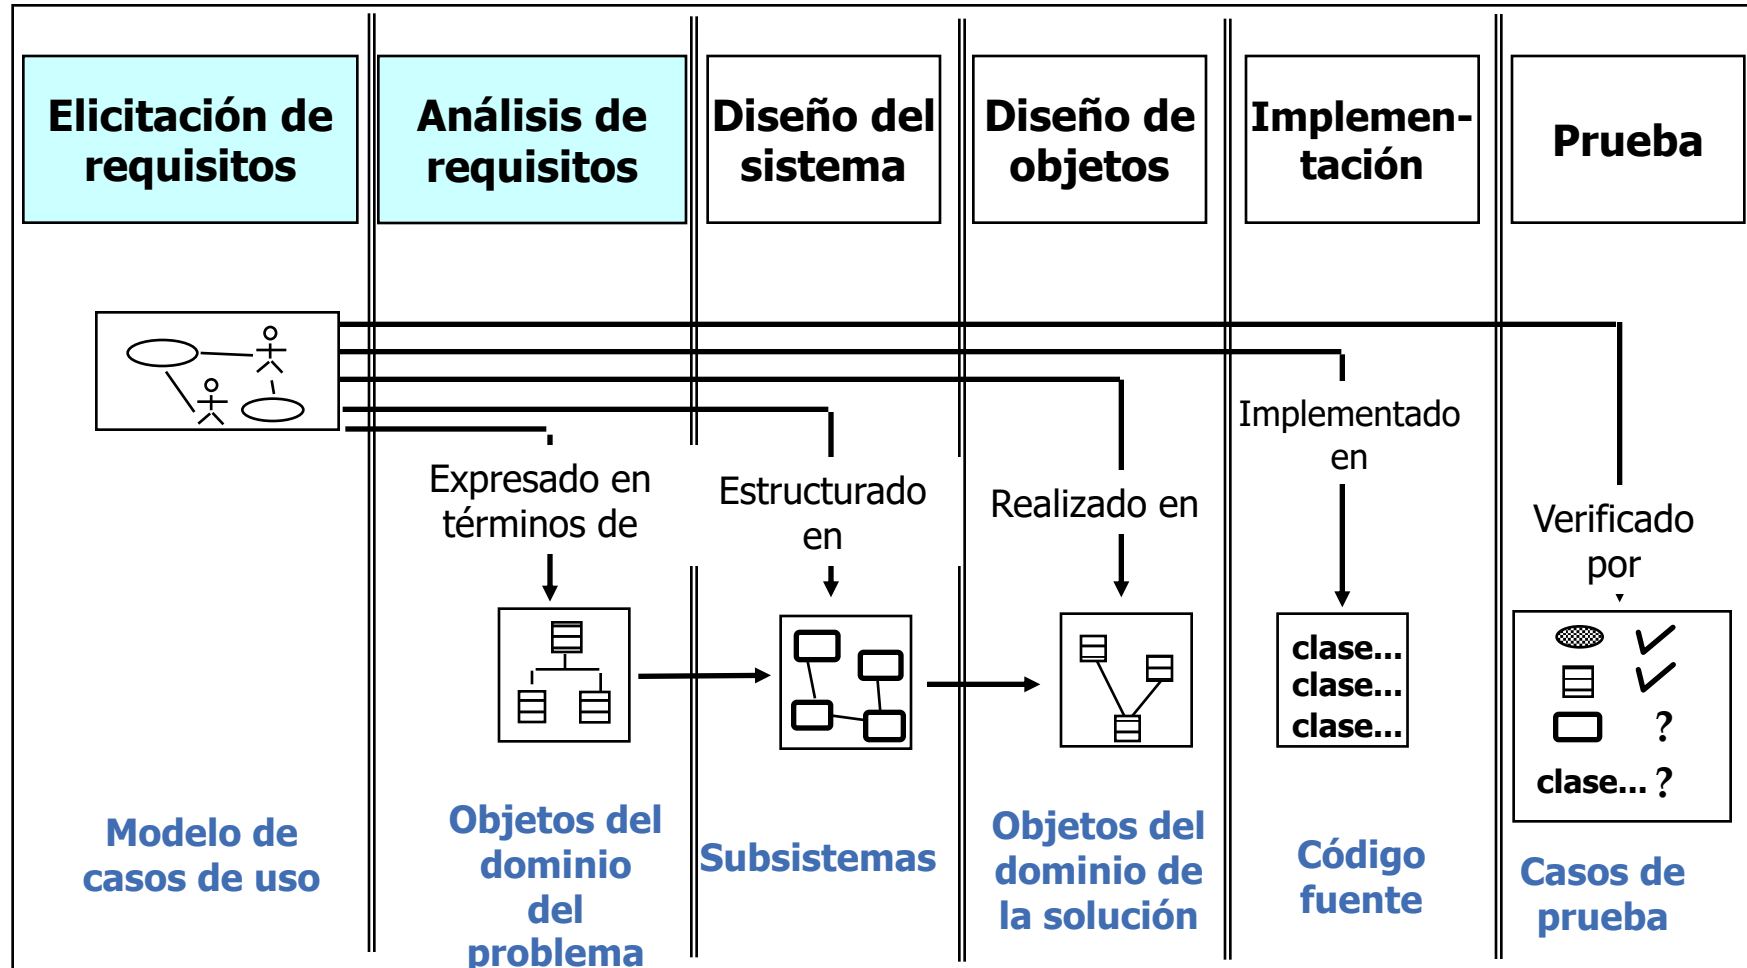 Elicitación de
requisitos
Análisis de
requisitos
Diseño del
sistema
Diseño de
objetos
Implemen-
tación
Prueba
Expresado en
términos de
Estructurado
en
Realizado en
Implementado
en
Verificado
por
clase...
clase...
clase...
?
clase... ?
Modelo de
casos de uso
Objetos del
dominio
del
problema
Subsistemas
Objetos del
dominio de
la solución
Código
fuente
Casos de
prueba